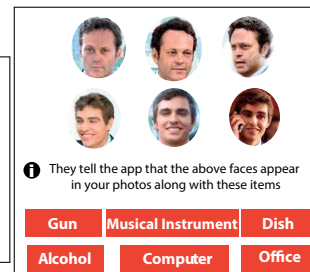 They tell the app that the above faces appear
in your photos along with these items
Gun Musical Instrument Dish
Alcohol Computer Office